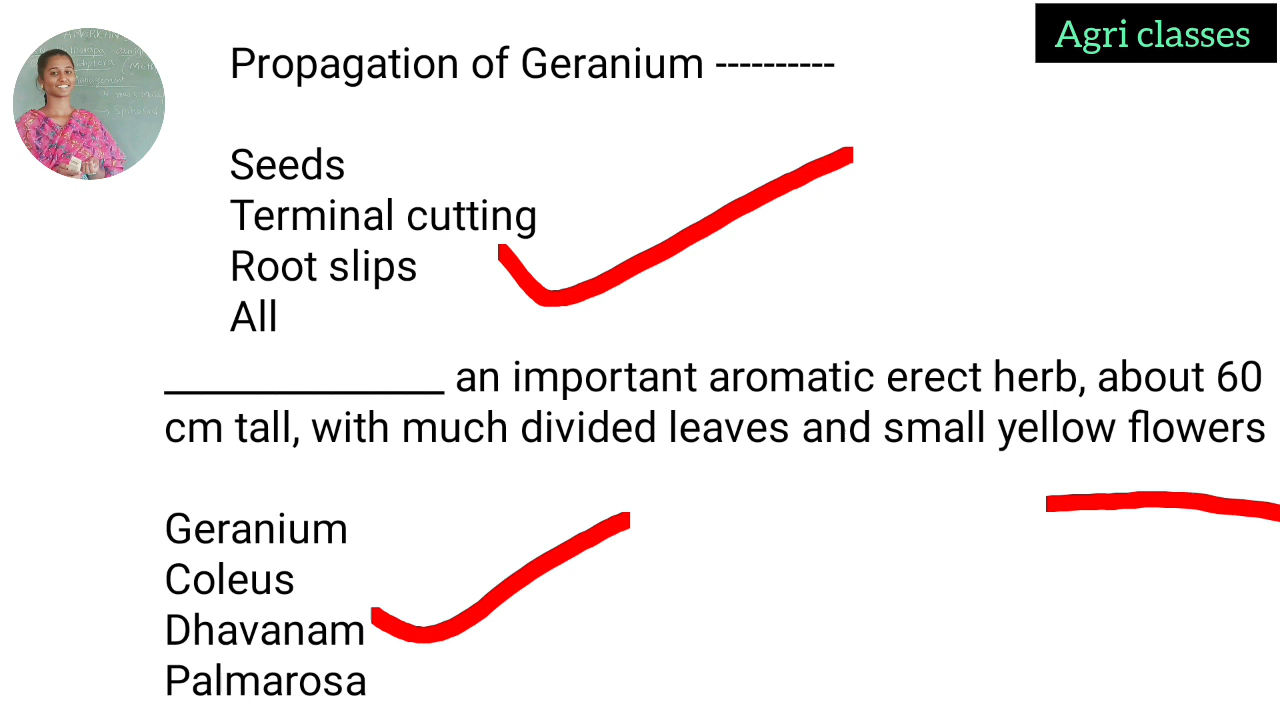 Agri classes
Propagation of Geranium ----------
Seeds
Terminal cutting
Root slips
All
______________ an important aromatic erect herb, about 60
cm tall, with much divided leaves and small yellow flowers
Geranium
Coleus
Dhavanam
Palmarosa